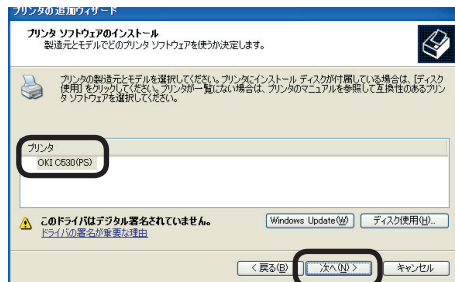 プリンタの追加ウィザード
プリンタ ソフトウェアのインストール
製造元とモデルでどのプリンタ ソフトウェアを使うか決定します。
プリンタの製造元とモデルを選択してください。プリンタにインストール ディスクが付属している場合は、[ディスク
使用] をクリックしてください。プリンタが一覧にない場合は、プリンタのマニュアルを参照して互換性のあるプリン
タ ソフトウェアを選択してください。
プリンタ
OKI C530(PS)
このドライバはデジタル署名されていません。
ドライバの署名が重要な理由
Windows Update(W)
ディスク使用(H)...
< 戻る(B)
次へ(N) >
キャンセル